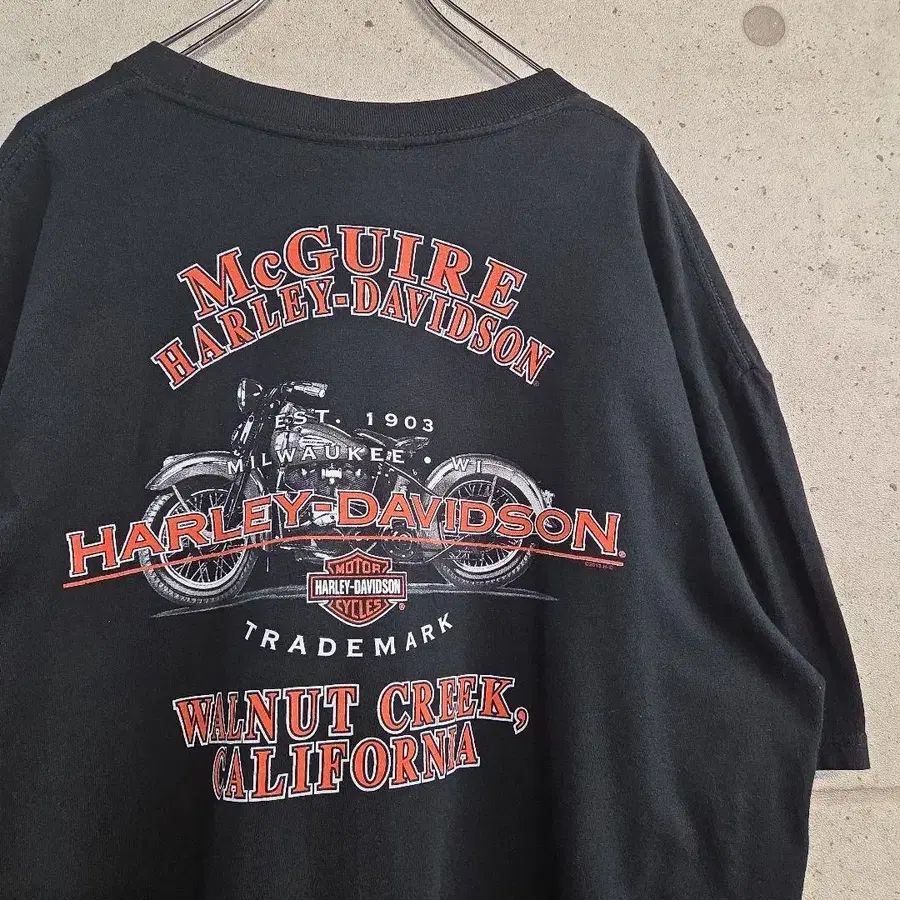 McGUIRE
HARLEY-DAVIDSON
EST. 1903
MILWAUKEE • WI
HARLEY-DAVIDSON®
MOTOR
HARLEY-DAVIDSON
CYCLES®
TRADEMARK
WALNUT CREEK,
CALIFORNIA